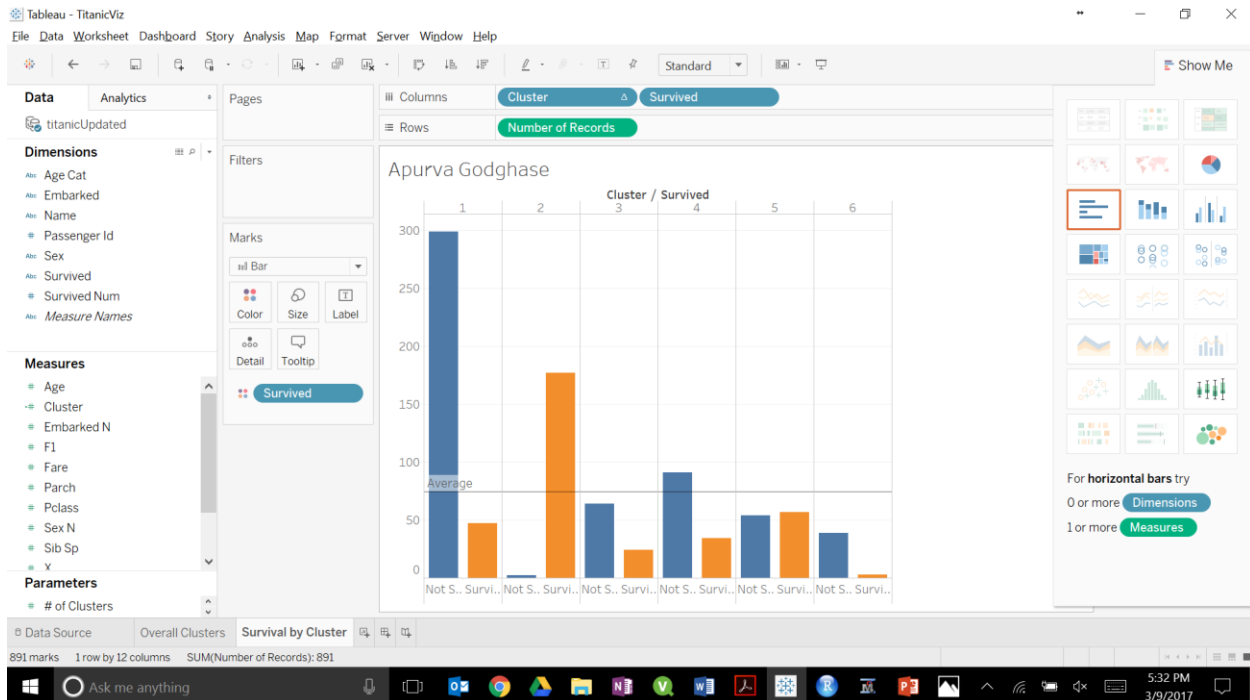 Tableau - TitanicViz
File Data Worksheet Dashboard Story Analysis Map Format Server Window Help
Standard
Show Me
Data Analytics
titanicUpdated
Dimensions
Abc Age Cat
Abc Embarked
Abc Name
# Passenger Id
Abc Sex
Abc Survived
# Survived Num
Abc Measure Names
Measures
# Age
# Cluster
# Embarked N
# F1
# Fare
# Parch
# Pclass
# Sex N
# Sib Sp
# X
Parameters
# # of Clusters
Pages
Filters
Marks
Bar
Color Size Label
Detail Tooltip
Survived
Columns Cluster Survived
Rows Number of Records
Apurva Godghase
Cluster / Survived
1 2 3 4 5 6
300
250
200
150
100
Average
50
0
Not S.. Survi.. Not S.. Survi.. Not S.. Survi.. Not S.. Survi.. Not S.. Survi.. Not S.. Survi..
For horizontal bars try
0 or more Dimensions
1 or more Measures
Data Source Overall Clusters Survival by Cluster
891 marks 1 row by 12 columns SUM(Number of Records): 891
Ask me anything
5:32 PM
3/9/2017